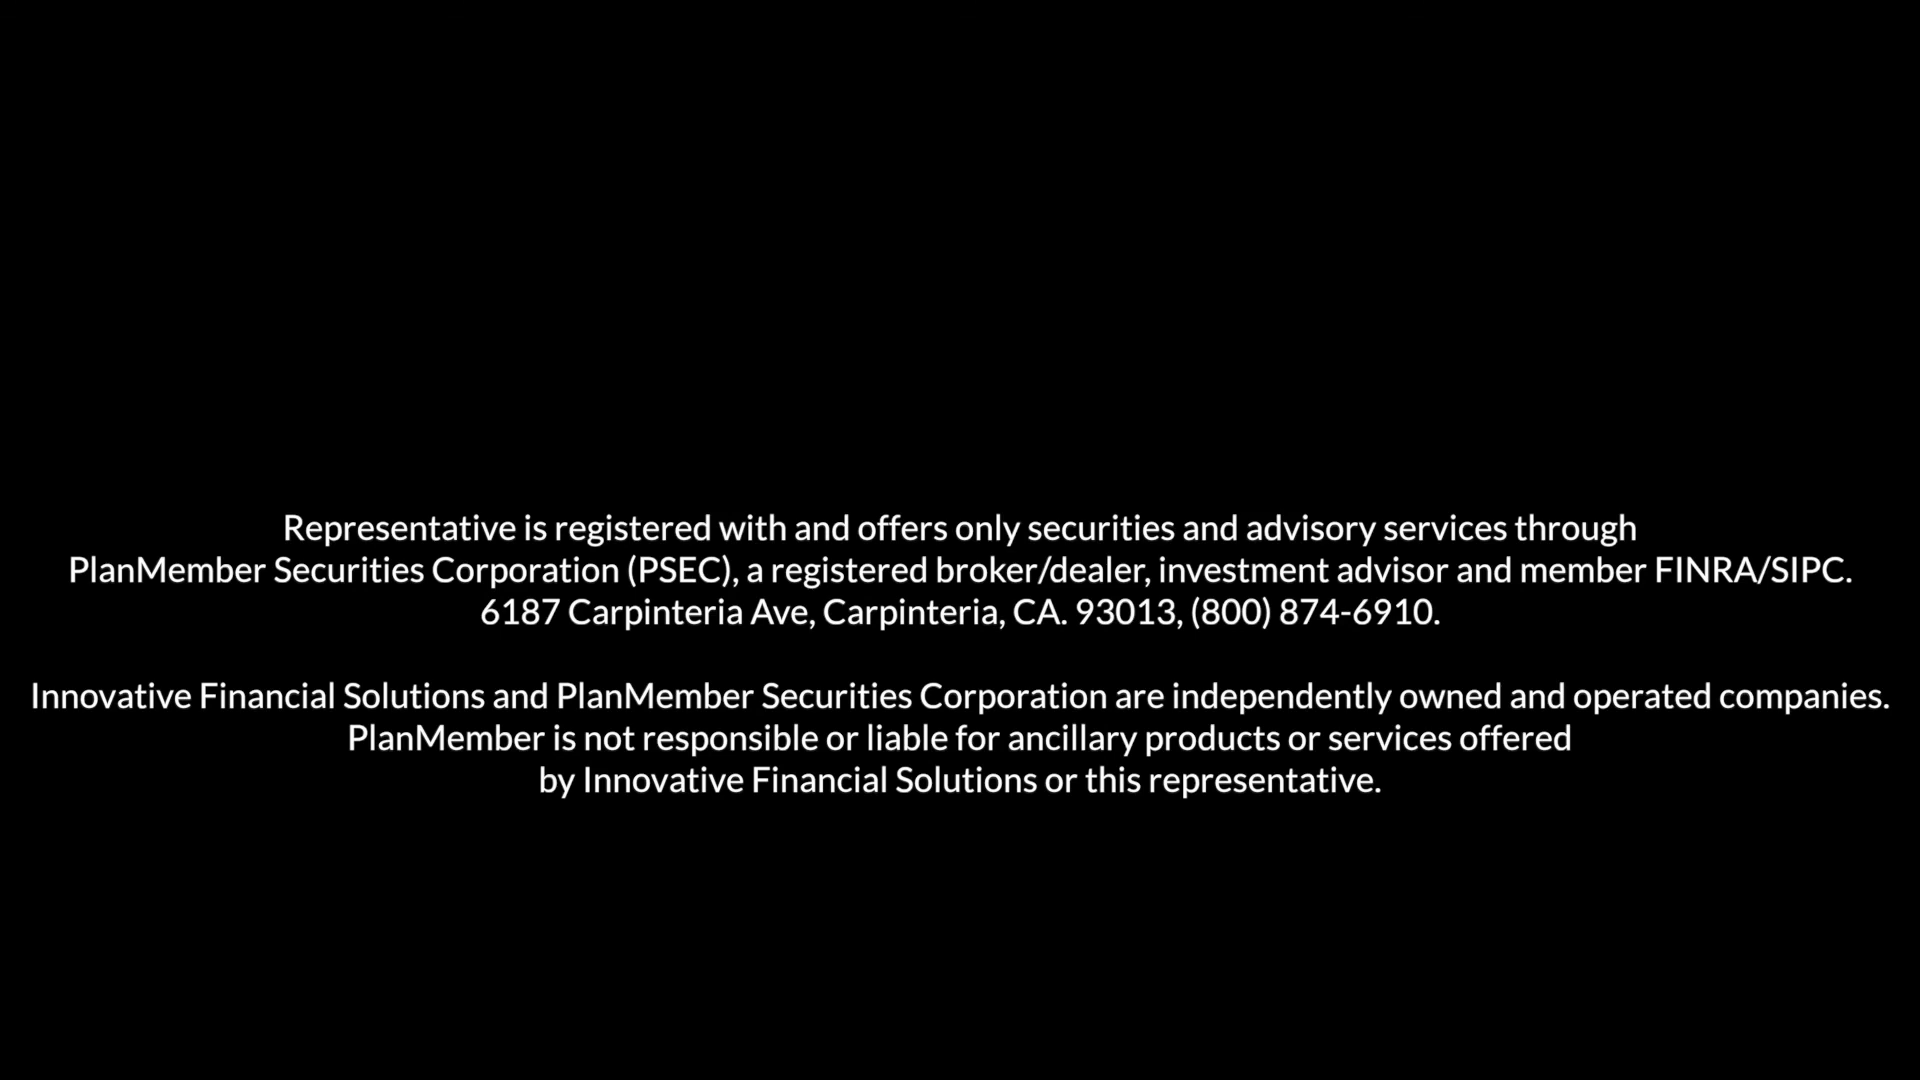 Representative is registered with and offers only securities and advisory services through
PlanMember Securities Corporation (PSEC), a registered broker/dealer, investment advisor and member FINRA/SIPC.
6187 Carpinteria Ave, Carpinteria, CA. 93013, (800) 874-6910.
Innovative Financial Solutions and PlanMember Securities Corporation are independently owned and operated companies.
PlanMember is not responsible or liable for ancillary products or services offered
by Innovative Financial Solutions or this representative.